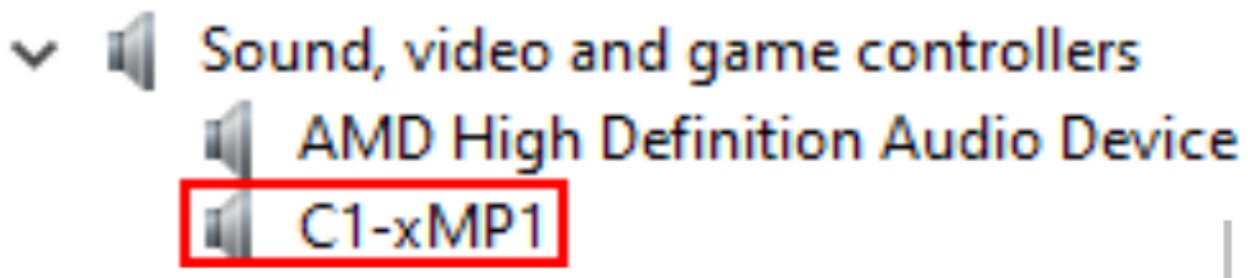 Sound, video and game controllers
AMD High Definition Audio Device
C1-xMP1